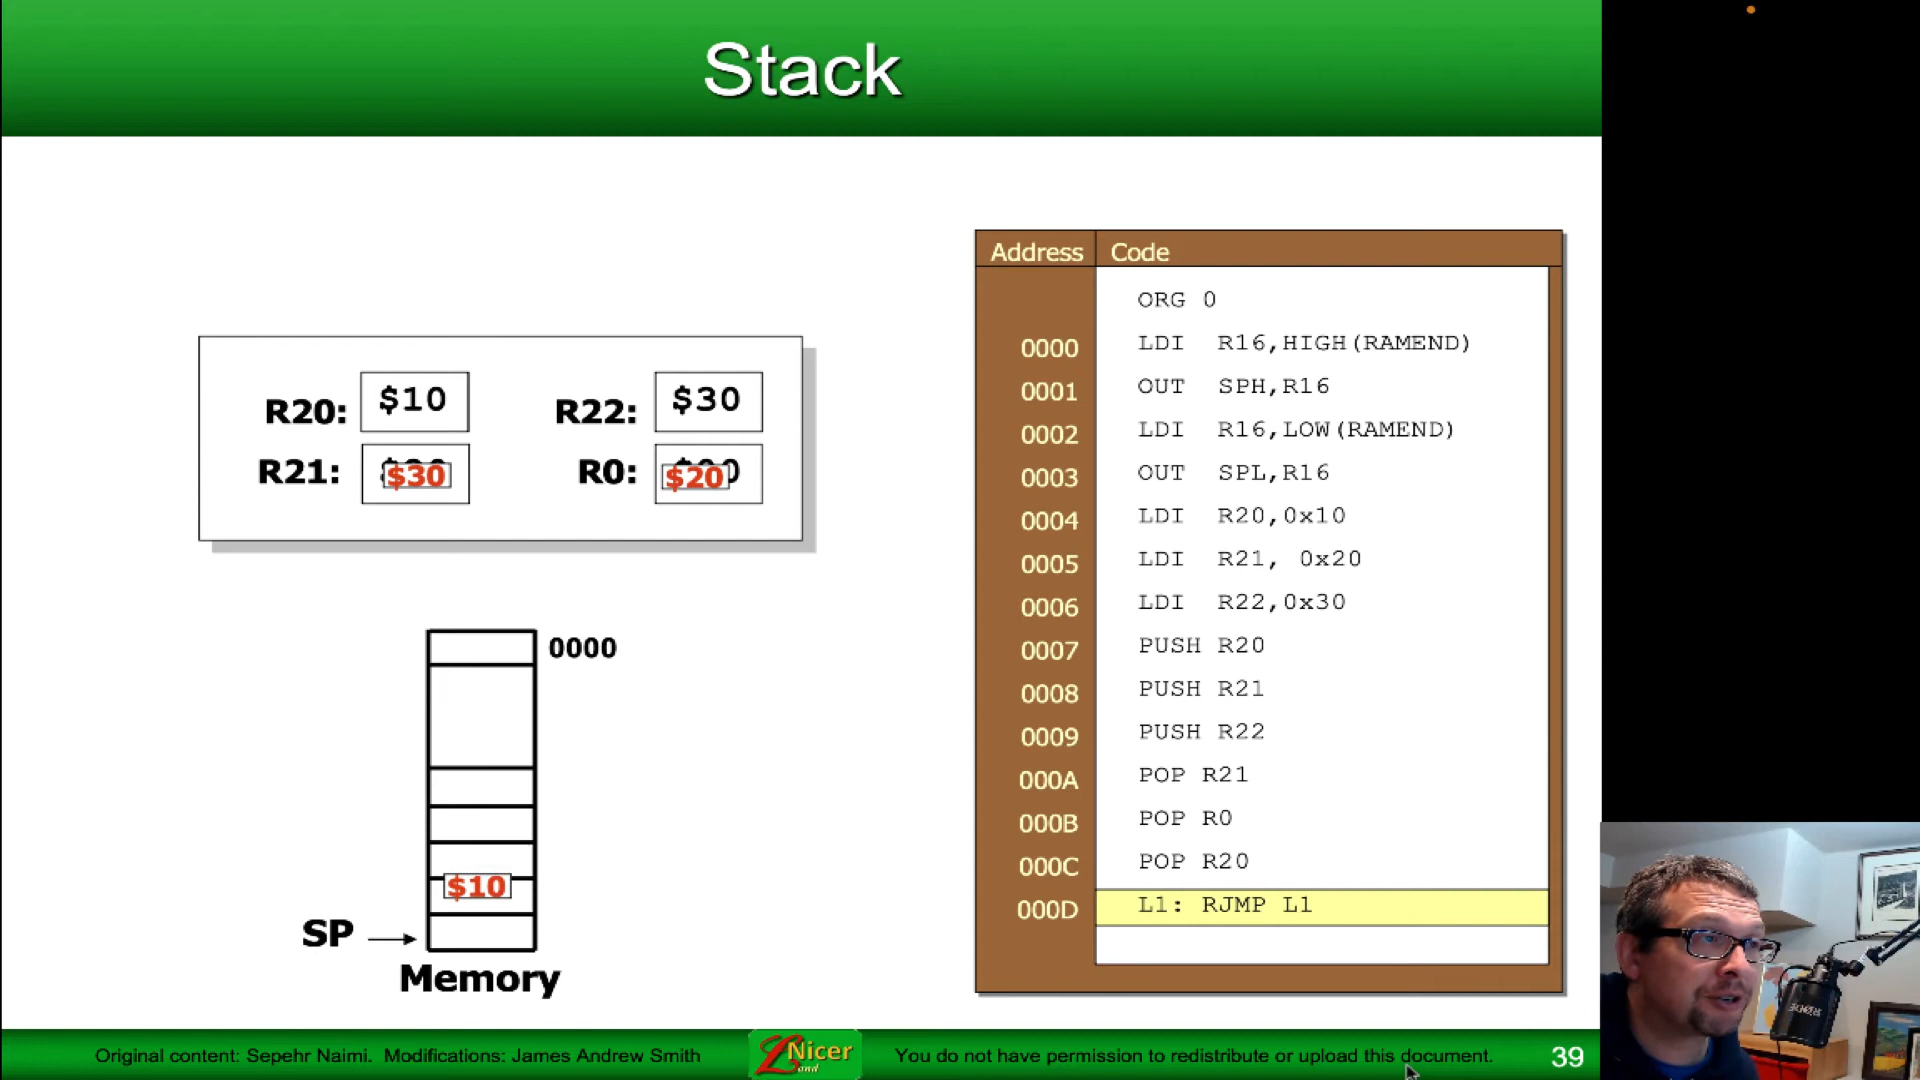 Stack
R20: $10 R22: $30
R21: $30 R0: $20
0000
$10
SP
Memory
Address Code
ORG 0
0000 LDI R16,HIGH(RAMEND)
0001 OUT SPH,R16
0002 LDI R16,LOW(RAMEND)
0003 OUT SPL,R16
0004 LDI R20,0x10
0005 LDI R21, 0x20
0006 LDI R22,0x30
0007 PUSH R20
0008 PUSH R21
0009 PUSH R22
000A POP R21
000B POP R0
000C POP R20
000D L1: RJMP L1
Original content: Sepehr Naimi. Modifications: James Andrew Smith
Nicer
Land
You do not have permission to redistribute or upload this document.
39
RØDE